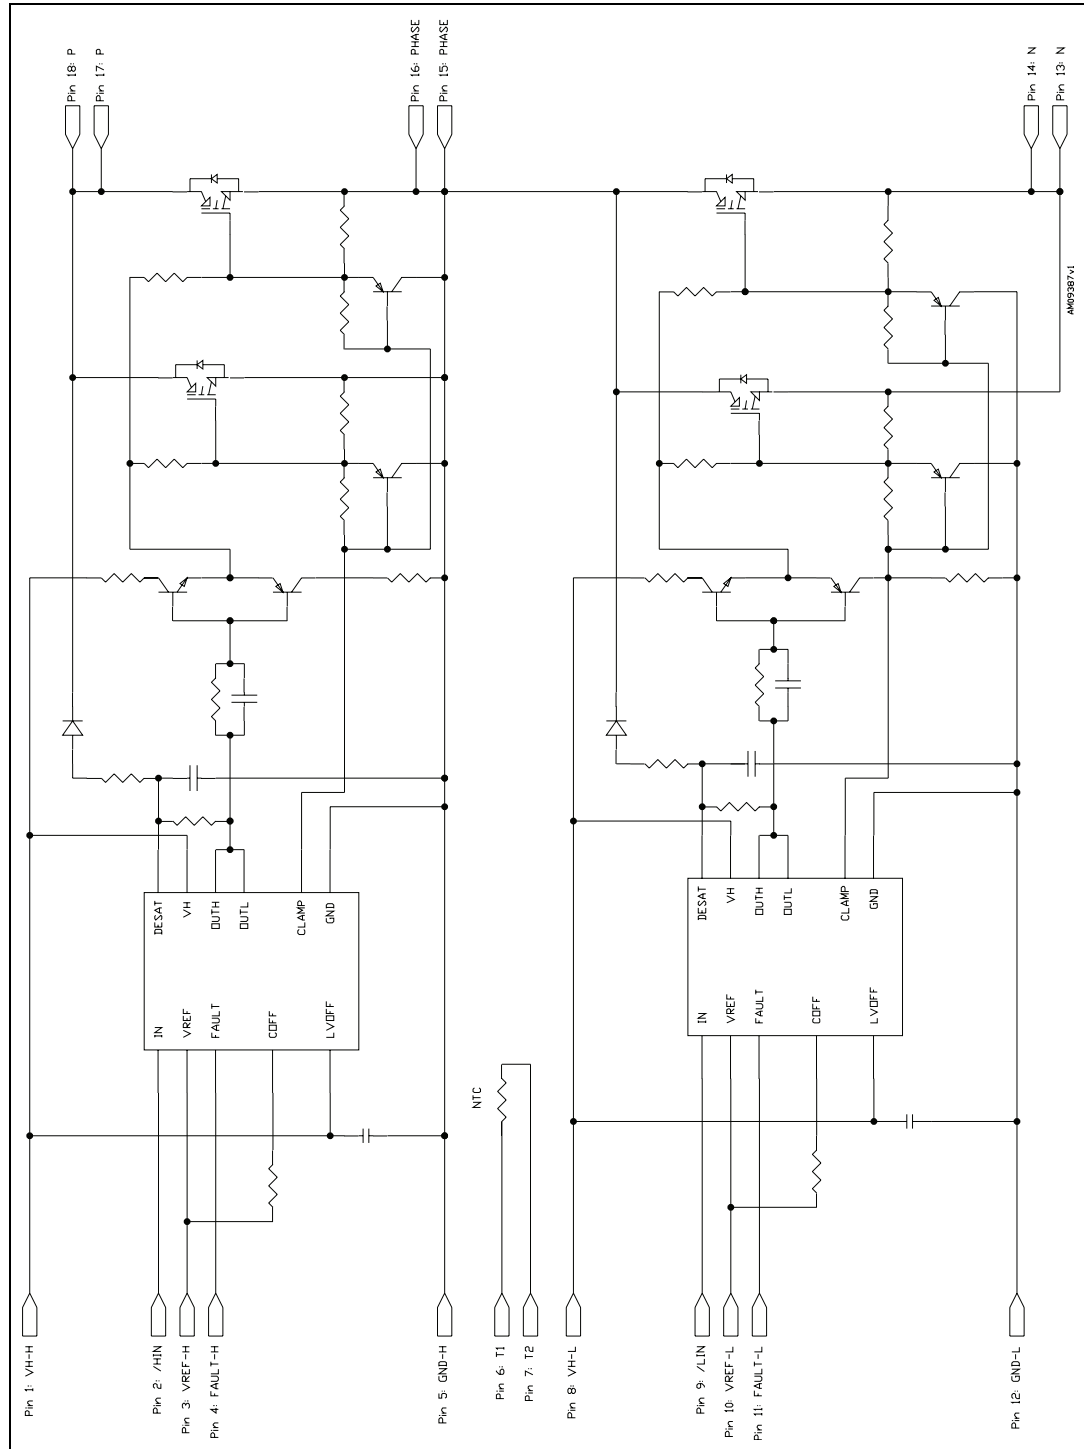 Pin 18: P
Pin 17: P
Pin 16: PHASE
Pin 15: PHASE
Pin 14: N
Pin 13: N
AM09387v1
DESAT
VH
OUTH
OUTL
CLAMP
GND
IN
VREF
FAULT
COFF
LVOFF
DESAT
VH
OUTH
OUTL
CLAMP
GND
IN
VREF
FAULT
COFF
LVOFF
NTC
Pin 1: VH-H
Pin 2: /HIN
Pin 3: VREF-H
Pin 4: FAULT-H
Pin 5: GND-H
Pin 6: T1
Pin 7: T2
Pin 8: VH-L
Pin 9: /LIN
Pin 10: VREF-L
Pin 11: FAULT-L
Pin 12: GND-L